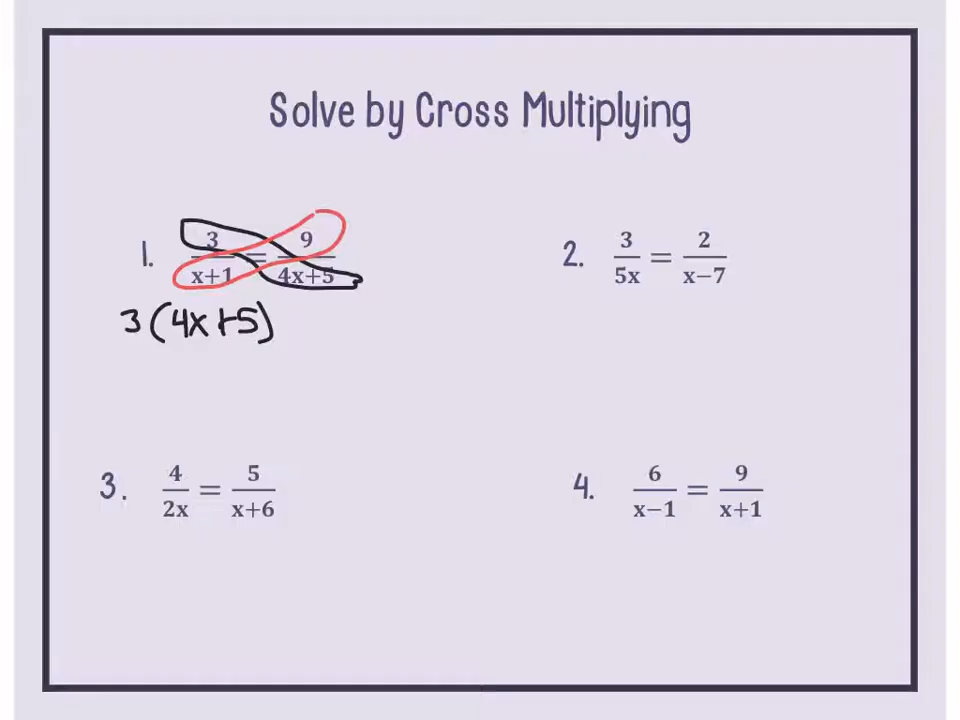 Solve by Cross Multiplying
1. 3/(x+1) = 9/(4x+5)
3(4x+5)
2. 3/(5x) = 2/(x−7)
3. 4/(2x) = 5/(x+6)
4. 6/(x−1) = 9/(x+1)